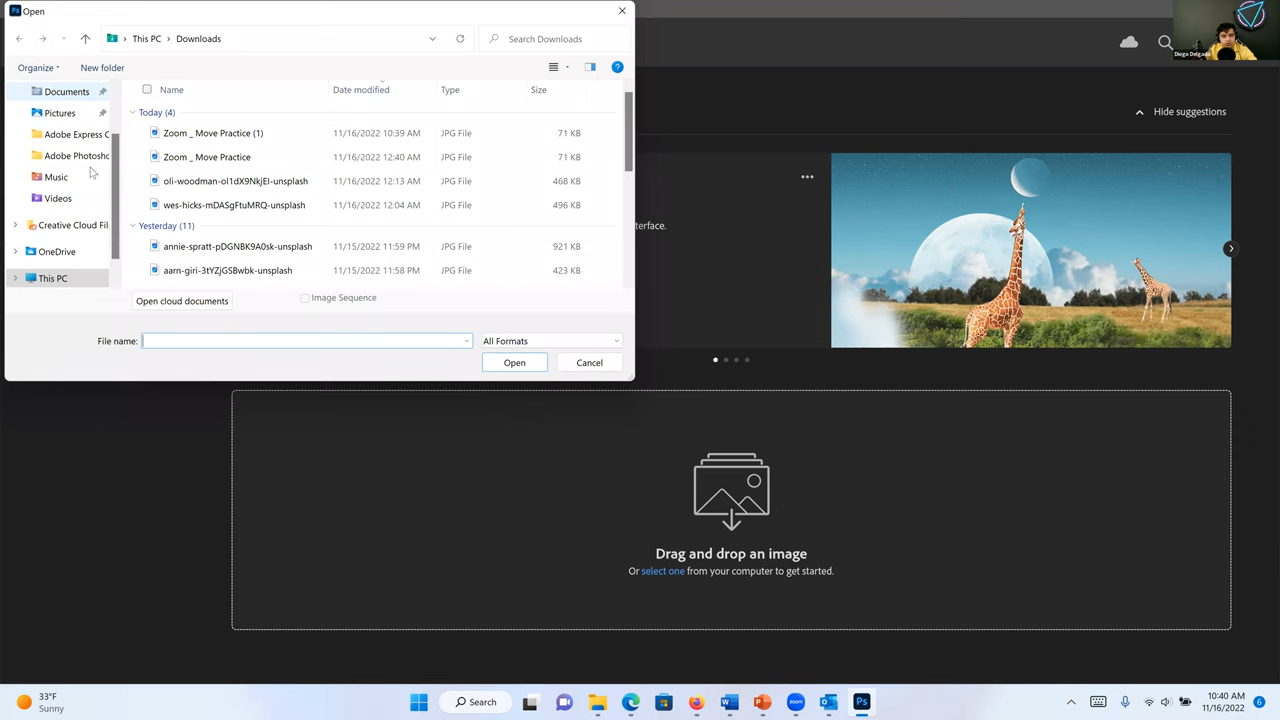 Ps Open
This PC > Downloads
Search Downloads
Diego Delgado
Organize
New folder
Documents
Name
Date modified
Type
Size
Hide suggestions
Pictures
Today (4)
Adobe Express C
Zoom _ Move Practice (1)
11/16/2022 10:39 AM
JPG File
71 KB
Adobe Photosho
Zoom _ Move Practice
11/16/2022 12:40 AM
JPG File
71 KB
Music
oli-woodman-ol1dX9NkjEI-unsplash
11/16/2022 12:13 AM
JPG File
468 KB
Videos
wes-hicks-mDASgFtuMRQ-unsplash
11/16/2022 12:04 AM
JPG File
496 KB
Creative Cloud Fil
Yesterday (11)
terface.
OneDrive
annie-spratt-pDGNBK9A0sk-unsplash
11/15/2022 11:59 PM
JPG File
921 KB
This PC
aarn-giri-3tYZjGSBwbk-unsplash
11/15/2022 11:58 PM
JPG File
423 KB
Open cloud documents
Image Sequence
File name:
All Formats
Open
Cancel
Drag and drop an image
Or select one from your computer to get started.
33°F
Sunny
Search
zoom
Ps
10:40 AM
11/16/2022
6